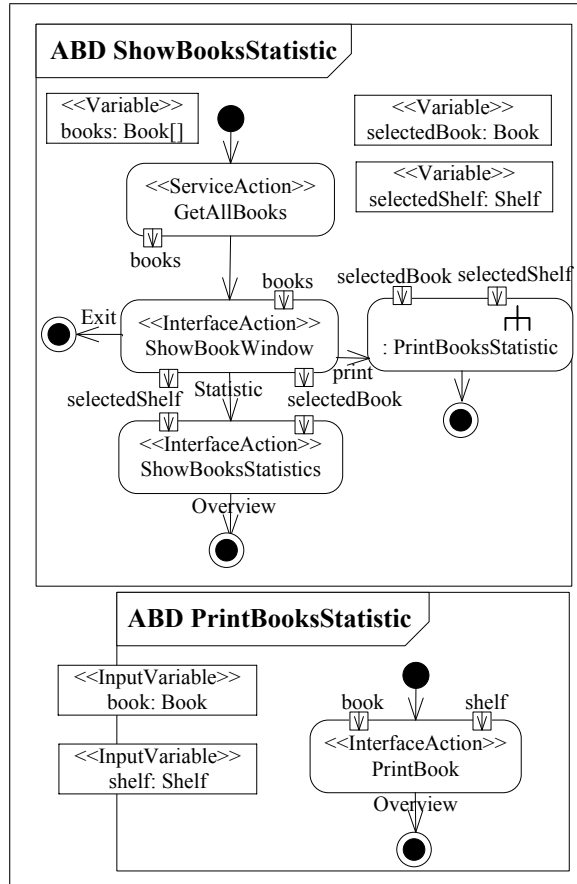 ABD ShowBooksStatistic
<<Variable>>
books: Book[]
<<Variable>>
selectedBook: Book
<<Variable>>
selectedShelf: Shelf
<<ServiceAction>>
GetAllBooks
books
books
selectedBook
selectedShelf
Exit
<<InterfaceAction>>
ShowBookWindow
print
: PrintBooksStatistic
selectedShelf
Statistic
selectedBook
<<InterfaceAction>>
ShowBooksStatistics
Overview
ABD PrintBooksStatistic
<<InputVariable>>
book: Book
<<InputVariable>>
shelf: Shelf
book
shelf
<<InterfaceAction>>
PrintBook
Overview